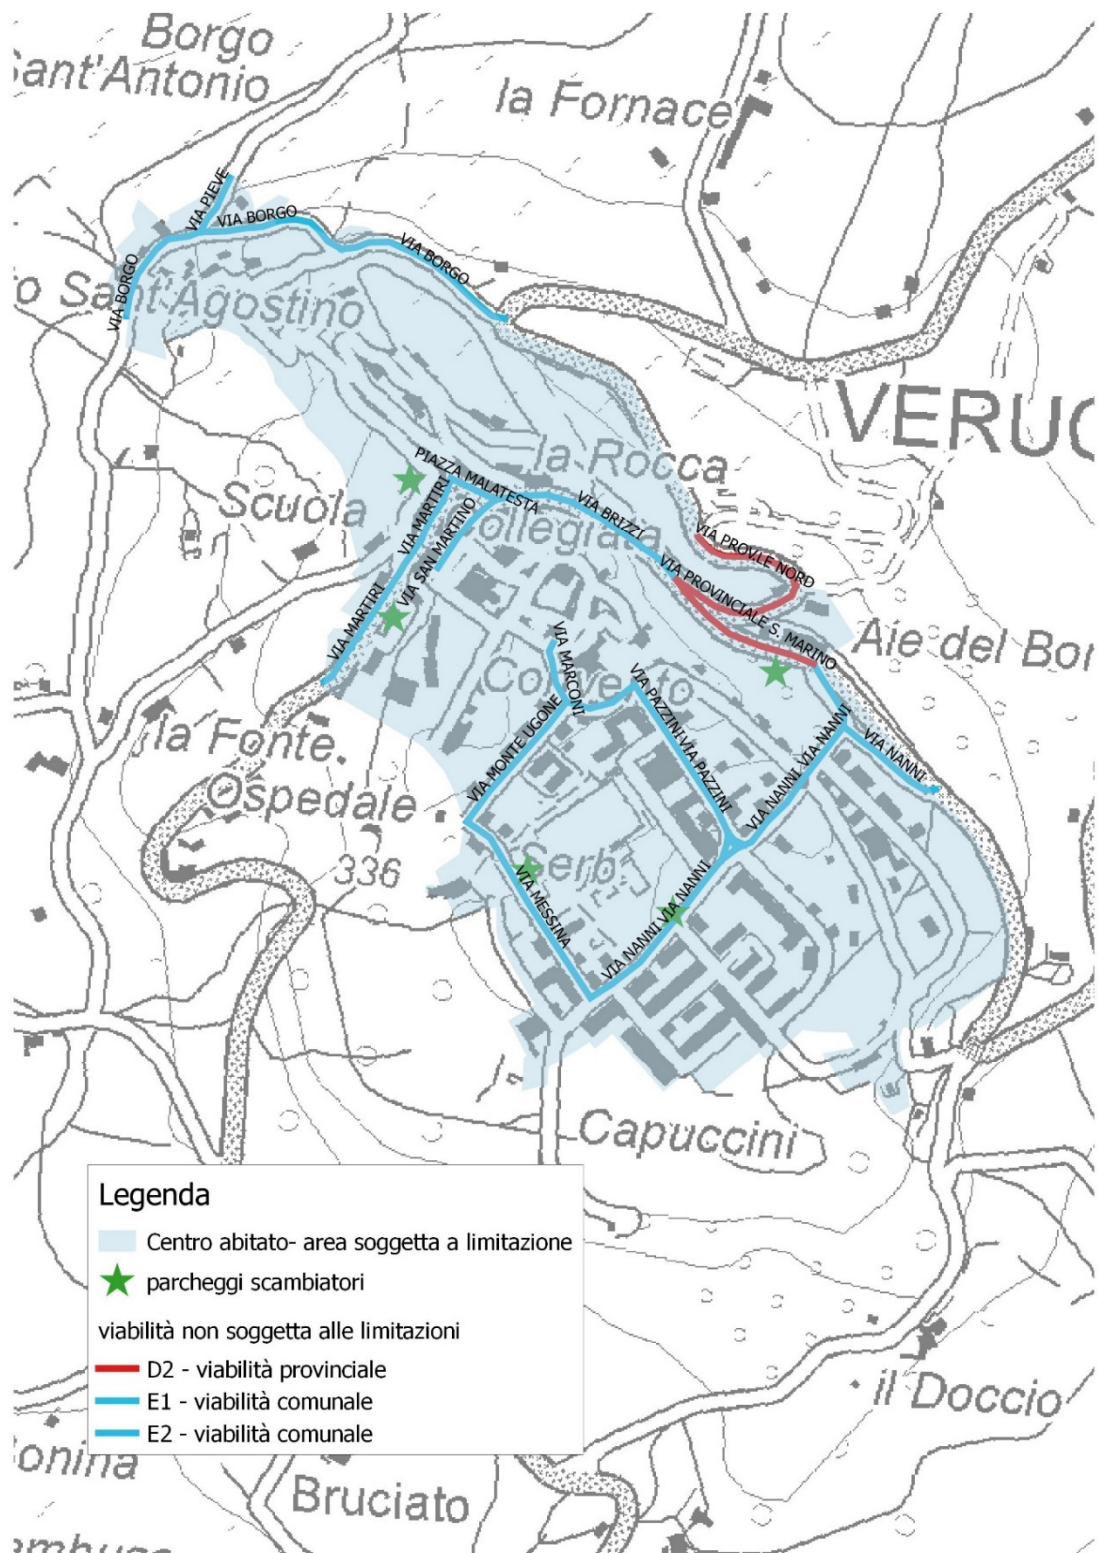 Borgo
Sant'Antonio
la Fornace
VIA PIEVE
VIA BORGO
VIA BORGO
VIA BORGO
Sant'Agostino
VERUC
la Rocca
PIAZZA MALATESTA
Scuola
VIA MARTIRI
VIA SAN MARTINO
VIA BRIZZI
ollegiata
VIA PROV.LE NORD
VIA PROVINCIALE S. MARINO
VIA MARTIRI
Aie del Bor
VIA MARCONI
Convento
VIA PAZZINI VIA PAZZINI
la Fonte.
VIA MONTE UGONE
VIA NANNI VIA NANNI
VIA NANNI
Ospedale
336
Serb.
VIA MESSINA
VIA NANNI VIA NANNI
Capuccini
Legenda
Centro abitato- area soggetta a limitazione
parcheggi scambiatori
viabilità non soggetta alle limitazioni
D2 - viabilità provinciale
E1 - viabilità comunale
E2 - viabilità comunale
il Doccio
onina
Bruciato